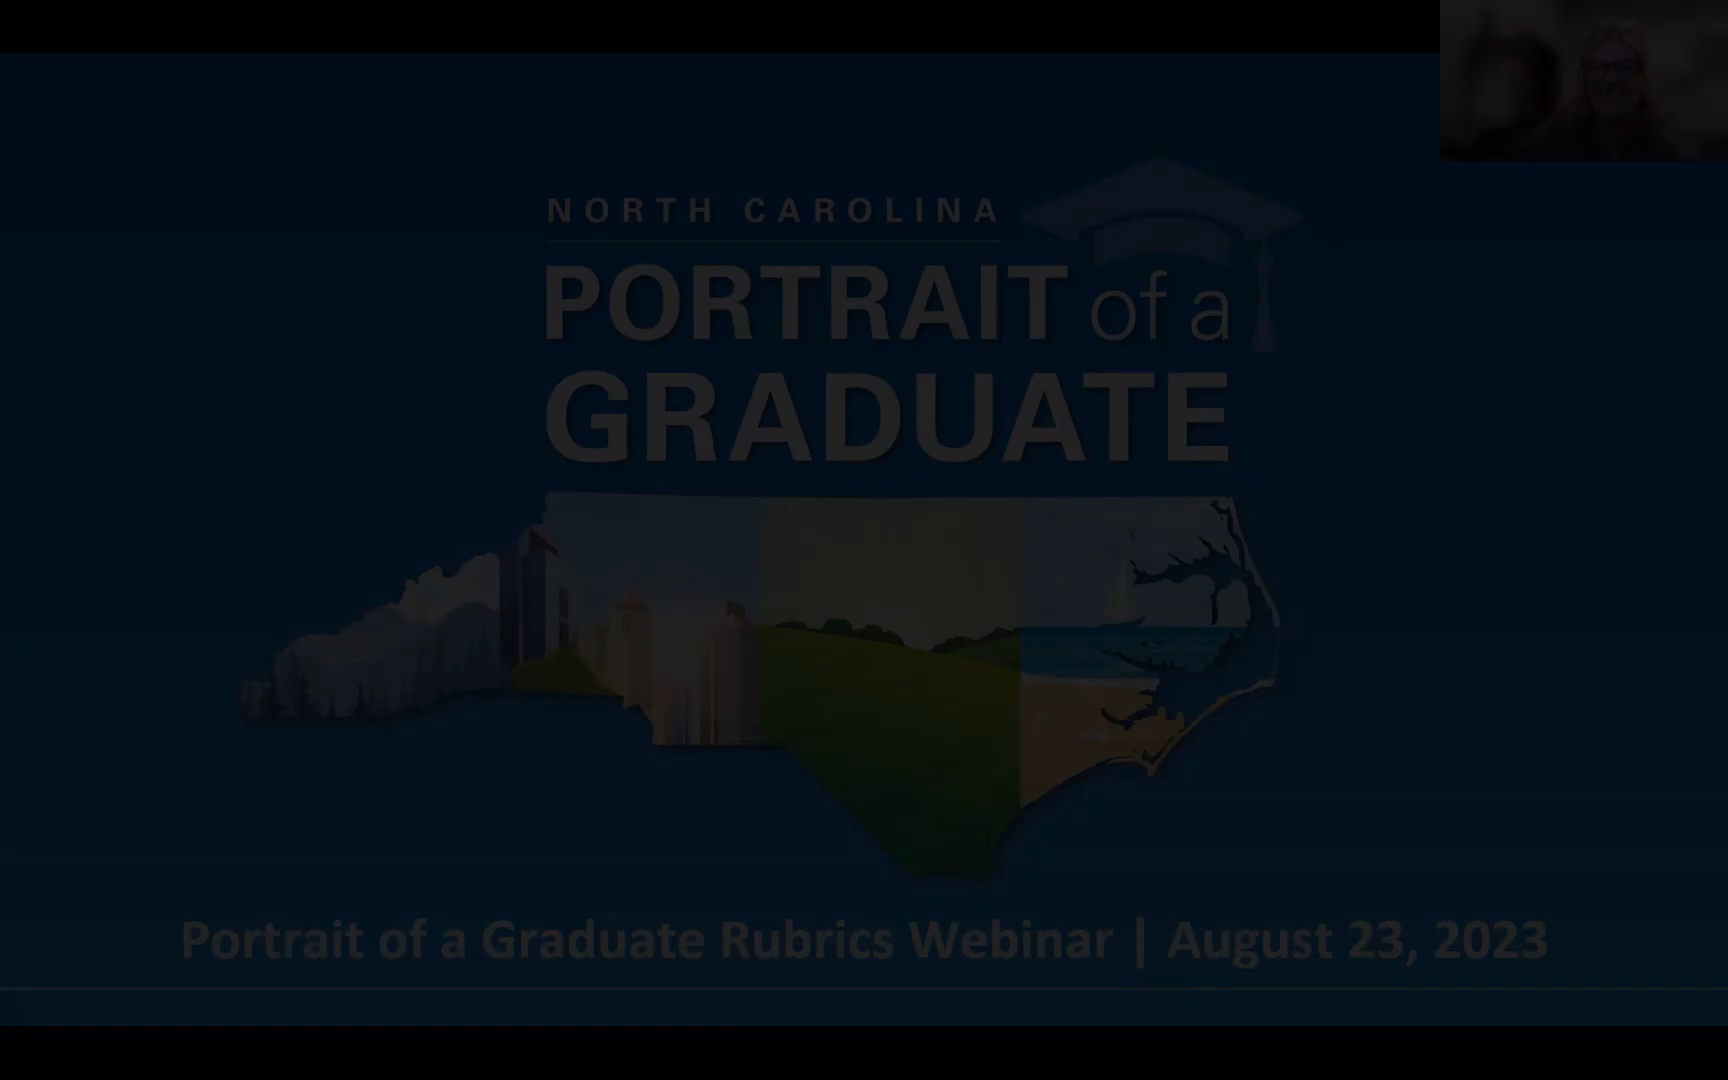 NORTH CAROLINA
PORTRAIT of a
GRADUATE
Portrait of a Graduate Rubrics Webinar | August 23, 2023